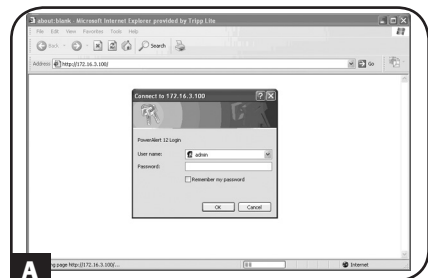 about:blank - Microsoft Internet Explorer provided by Tripp Lite
File Edit View Favorites Tools Help
Back Search
Address http://172.16.3.100/ Go
Connect to 172.16.3.100
PowerAlert 12 Login
User name: admin
Password:
Remember my password
OK Cancel
A
ng page http://172.16.3.100/... Internet